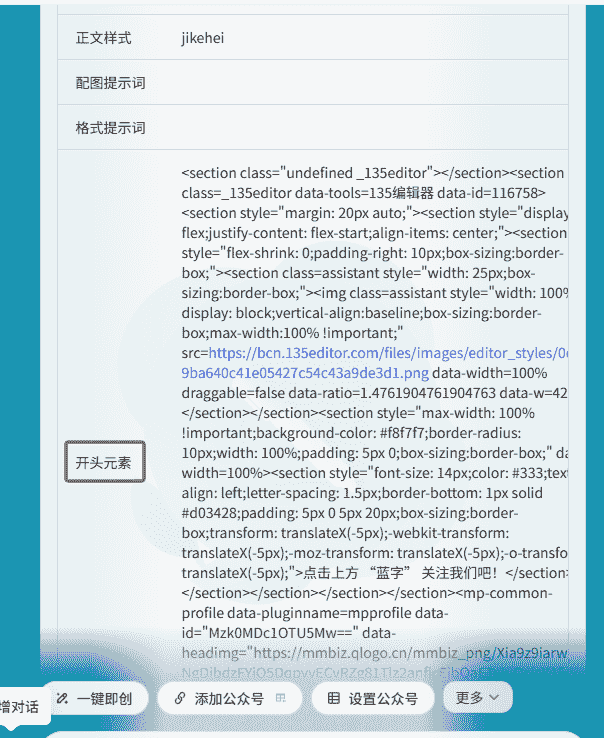 正文样式 jikehei
配图提示词
格式提示词
开头元素
<section class="undefined _135editor"></section><section
class=_135editor data-tools=135编辑器 data-id=116758>
<section style="margin: 20px auto;"><section style="display
flex;justify-content: flex-start;align-items: center;"><section
style="flex-shrink: 0;padding-right: 10px;box-sizing:border-
box;"><section class=assistant style="width: 25px;box-
sizing:border-box;"><img class=assistant style="width: 100%
display: block;vertical-align:baseline;box-sizing:border-
box;max-width:100% !important;"
src=https://bcn.135editor.com/files/images/editor_styles/0
9ba640c41e05427c54c43a9de3d1.png data-width=100%
draggable=false data-ratio=1.4761904761904763 data-w=42
</section></section><section style="max-width: 100%
!important;background-color: #f8f7f7;border-radius:
10px;width: 100%;padding: 5px 0;box-sizing:border-box;" da
width=100%><section style="font-size: 14px;color: #333;tex
align: left;letter-spacing: 1.5px;border-bottom: 1px solid
#d03428;padding: 5px 0 5px 20px;box-sizing:border-
box;transform: translateX(-5px);-webkit-transform:
translateX(-5px);-moz-transform: translateX(-5px);-o-transfo
translateX(-5px);">点击上方 “蓝字” 关注我们吧！</section>
</section></section></section></section><mp-common-
profile data-pluginname=mpprofile data-
id="Mzk0MDc1OTU5Mw==" data-
headimg="https://mmbiz.qlogo.cn/mmbiz_png/Xia9z9iarw
增对话
一键即创 添加公众号 设置公众号 更多